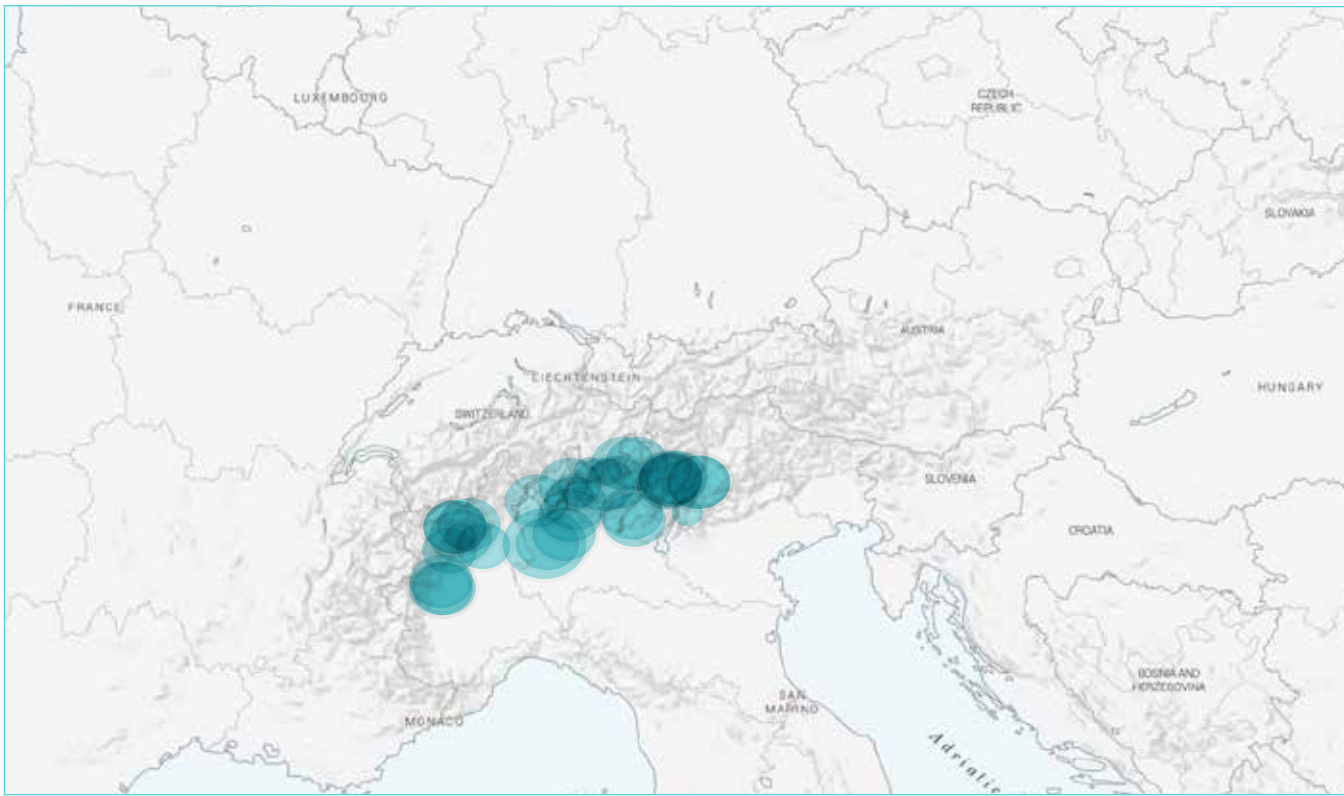 LUXEMBOURG
CZECH
REPUBLIC
SLOVAKIA
FRANCE
AUSTRIA
LIECHTENSTEIN
HUNGARY
SWITZERLAND
SLOVENIA
CROATIA
BOSNIA AND
HERZEGOVINA
SAN
MARINO
MONACO
Adriatic